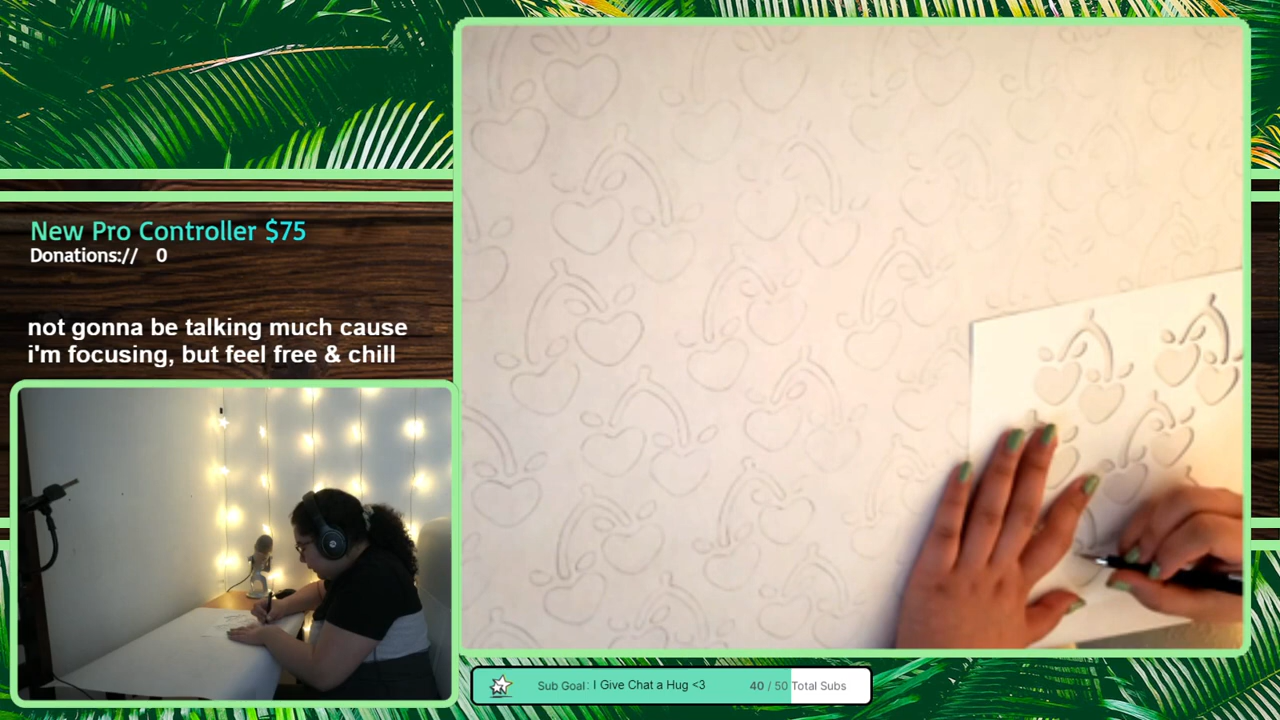 New Pro Controller $75
Donations:// 0
not gonna be talking much cause
i'm focusing, but feel free & chill
Sub Goal: I Give Chat a Hug <3 40 / 50 Total Subs